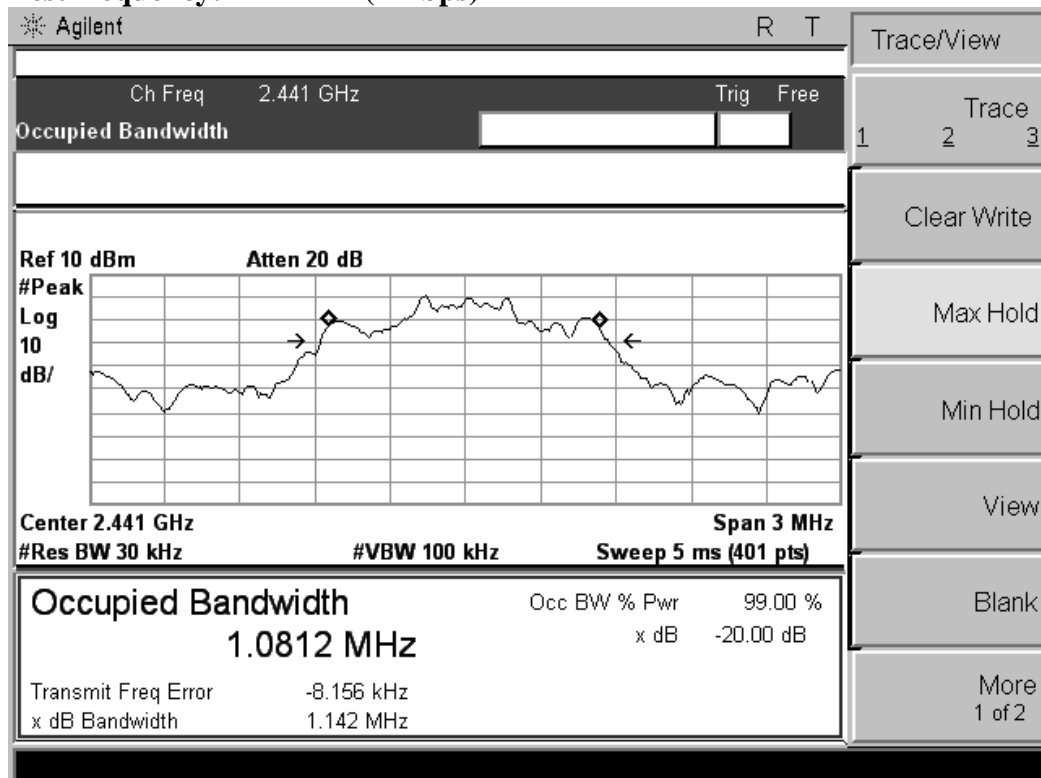 Agilent R T
Trace/View
Ch Freq 2.441 GHz Trig Free
Occupied Bandwidth
Trace
1 2 3
Clear Write
Max Hold
Min Hold
View
Blank
More
1 of 2
Ref 10 dBm Atten 20 dB
#Peak
Log
10
dB/
Center 2.441 GHz Span 3 MHz
#Res BW 30 kHz #VBW 100 kHz Sweep 5 ms (401 pts)
Occupied Bandwidth
1.0812 MHz
Occ BW % Pwr 99.00 %
x dB -20.00 dB
Transmit Freq Error -8.156 kHz
x dB Bandwidth 1.142 MHz